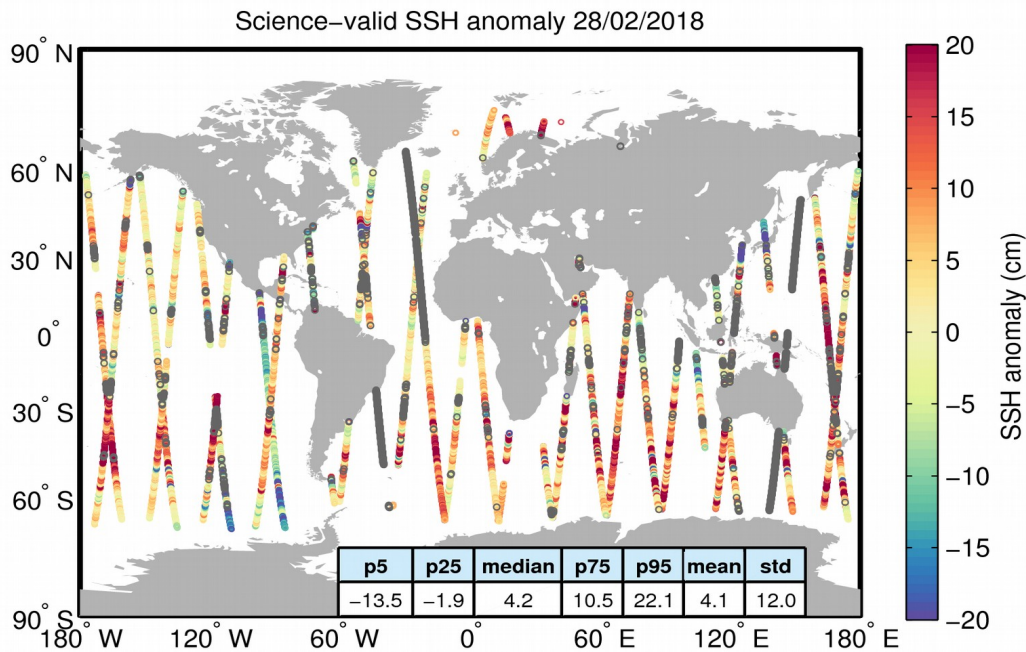 Science−valid SSH anomaly 28/02/2018
90° N
60° N
30° N
0°
30° S
60° S
90° S
180° W
120° W
60° W
0°
60° E
120° E
180° E
p5 p25 median p75 p95 mean std
−13.5 −1.9 4.2 10.5 22.1 4.1 12.0
20
15
10
5
0
−5
−10
−15
−20
SSH anomaly (cm)